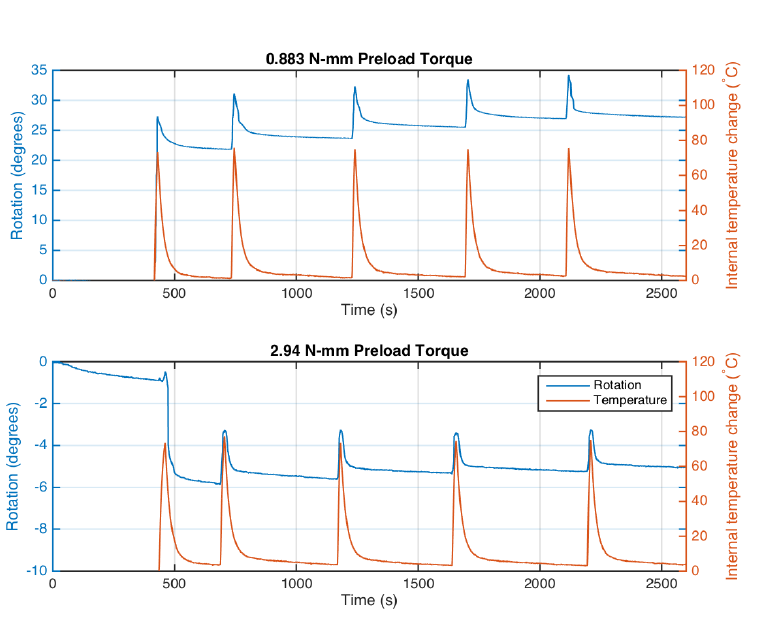 0.883 N-mm Preload Torque
Rotation (degrees)
35
30
25
20
15
10
5
0
120
100
80
60
40
20
0
Internal temperature change (°C)
0 500 1000 1500 2000 2500
Time (s)
2.94 N-mm Preload Torque
Rotation (degrees)
0
-2
-4
-6
-8
-10
Rotation
Temperature
120
100
80
60
40
20
0
Internal temperature change (°C)
0 500 1000 1500 2000 2500
Time (s)